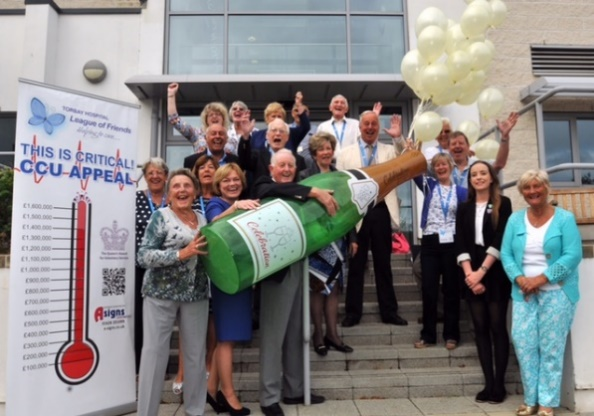 TORBAY HOSPITAL
League of Friends
THIS IS CRITICAL!
CCU APPEAL
£1,600,000
£1,500,000
£1,400,000
£1,300,000
£1,200,000
£1,100,000
£1,000,000
£900,000
£800,000
£700,000
£600,000
£500,000
£400,000
£300,000
£200,000
£100,000
Asigns
Celebration